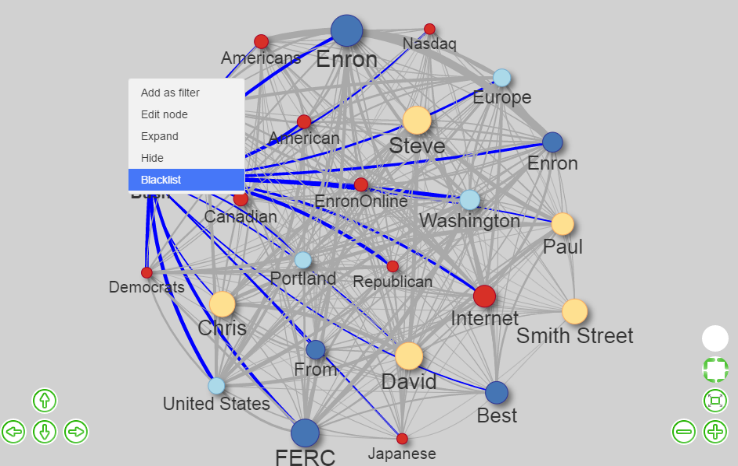 Enron
Nasdaq
Americans
Europe
Add as filter
Edit node
Expand
Hide
Blacklist
American
Steve
Enron
Canadian
EnronOnline
Washington
Paul
Democrats
Portland
Republican
Chris
Internet
Smith Street
From
David
United States
Best
FERC
Japanese